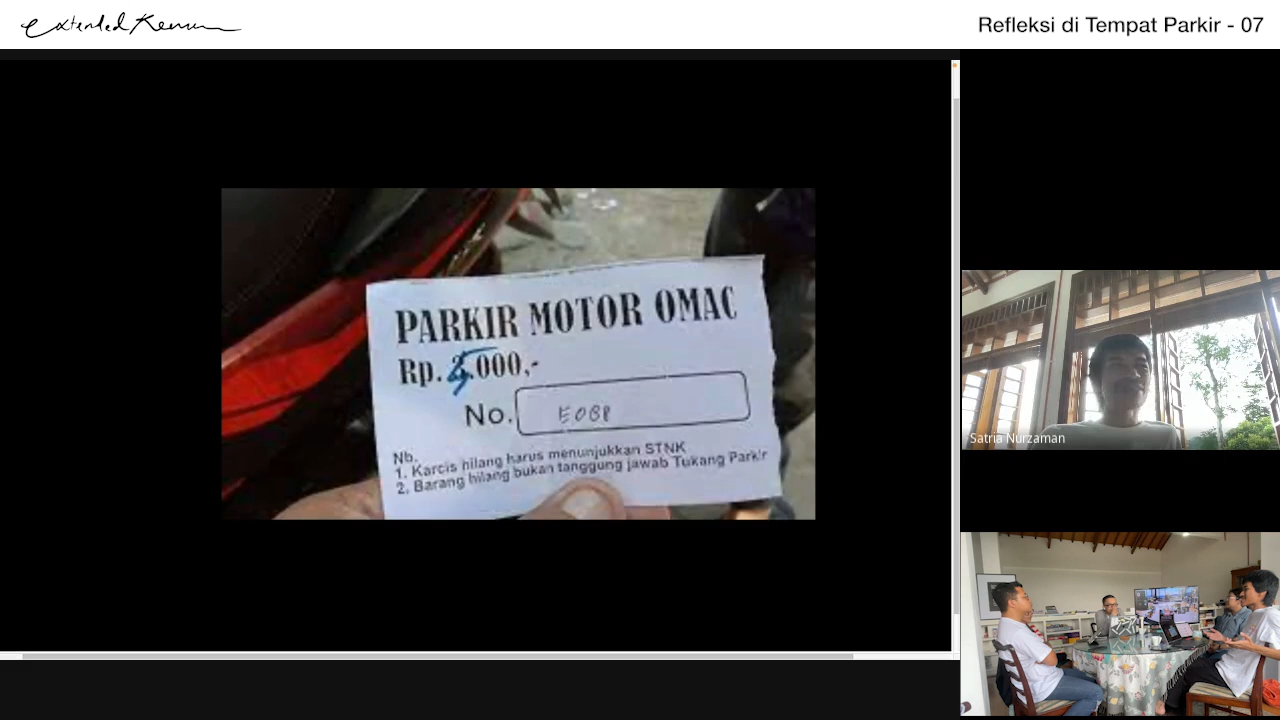 Extended Keram
Refleksi di Tempat Parkir - 07
PARKIR MOTOR OMAC
Rp. 5.000,-
No. E088
Nb.
1. Karcis hilang harus menunjukkan STNK
2. Barang hilang bukan tanggung jawab Tukang Parkir
Satria Nurzaman